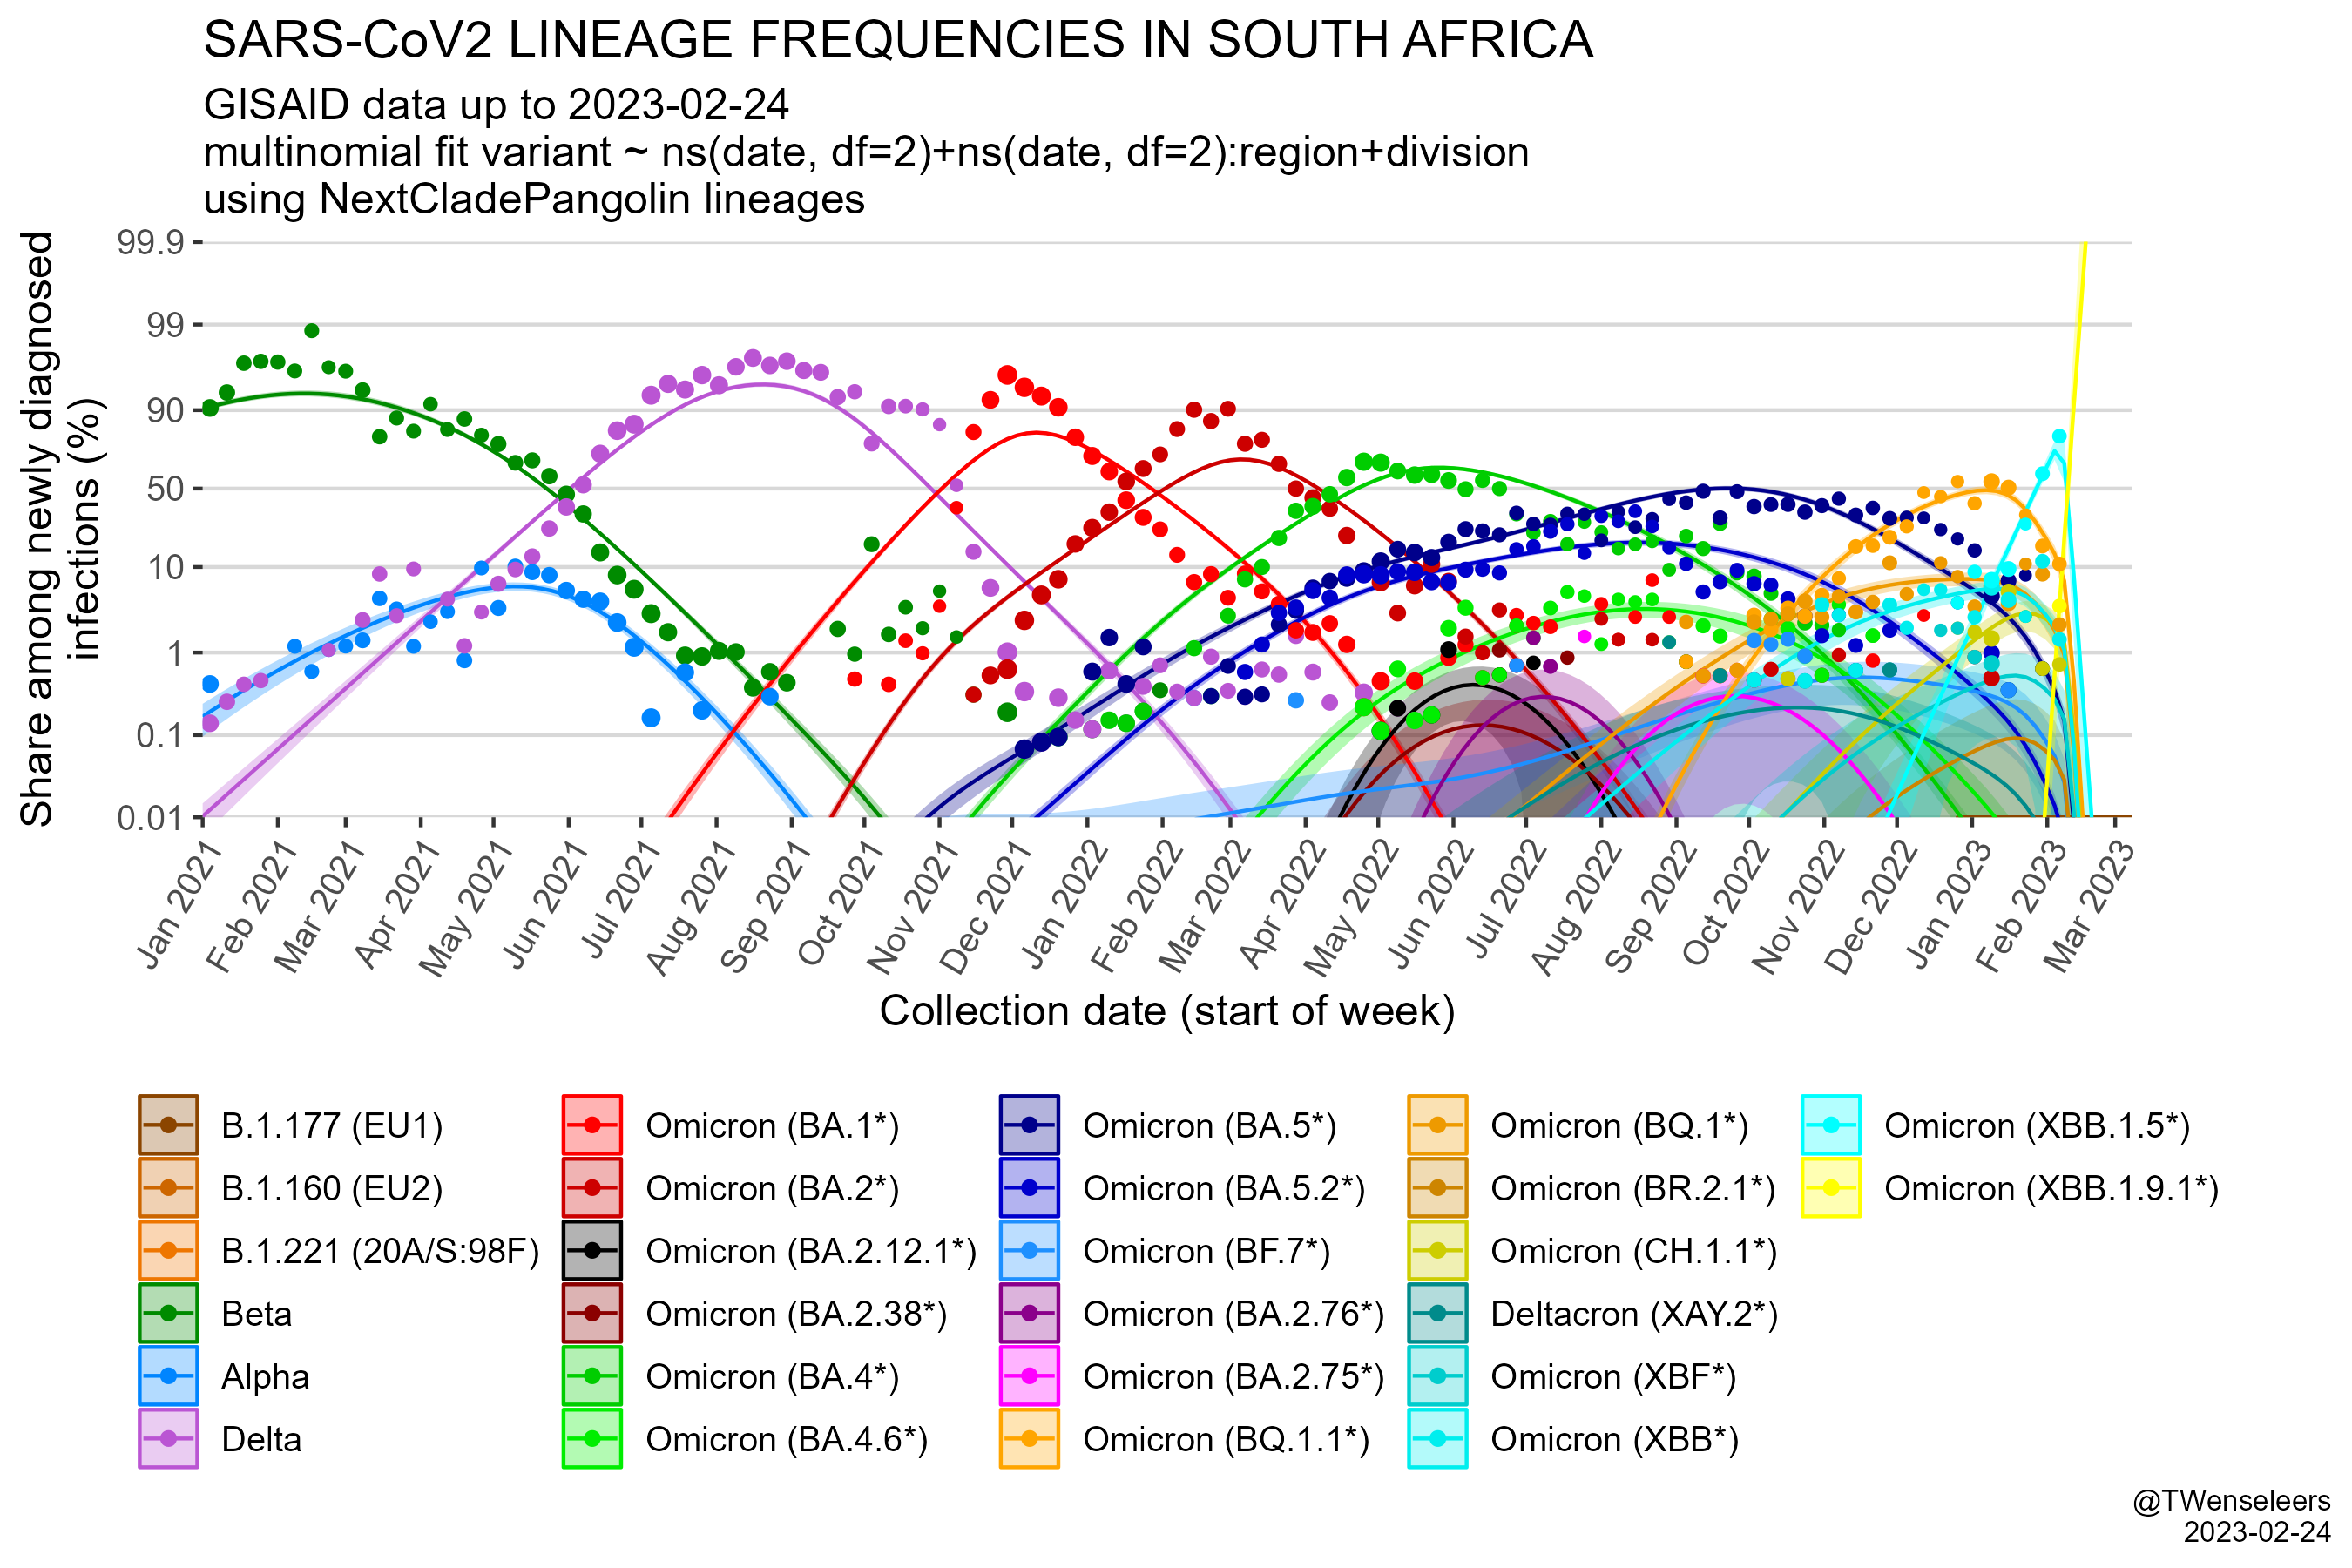 SARS-CoV2 LINEAGE FREQUENCIES IN SOUTH AFRICA
GISAID data up to 2023-02-24
multinomial fit variant ~ ns(date, df=2)+ns(date, df=2):region+division
using NextCladePangolin lineages
Share among newly diagnosed
infections (%)
99.9
99
90
50
10
1
0.1
0.01
Jan 2021
Feb 2021
Mar 2021
Apr 2021
May 2021
Jun 2021
Jul 2021
Aug 2021
Sep 2021
Oct 2021
Nov 2021
Dec 2021
Jan 2022
Feb 2022
Mar 2022
Apr 2022
May 2022
Jun 2022
Jul 2022
Aug 2022
Sep 2022
Oct 2022
Nov 2022
Dec 2022
Jan 2023
Feb 2023
Mar 2023
Collection date (start of week)
B.1.177 (EU1)
B.1.160 (EU2)
B.1.221 (20A/S:98F)
Beta
Alpha
Delta
Omicron (BA.1*)
Omicron (BA.2*)
Omicron (BA.2.12.1*)
Omicron (BA.2.38*)
Omicron (BA.4*)
Omicron (BA.4.6*)
Omicron (BA.5*)
Omicron (BA.5.2*)
Omicron (BF.7*)
Omicron (BA.2.76*)
Omicron (BA.2.75*)
Omicron (BQ.1.1*)
Omicron (BQ.1*)
Omicron (BR.2.1*)
Omicron (CH.1.1*)
Deltacron (XAY.2*)
Omicron (XBF*)
Omicron (XBB*)
Omicron (XBB.1.5*)
Omicron (XBB.1.9.1*)
@TWenseleers
2023-02-24